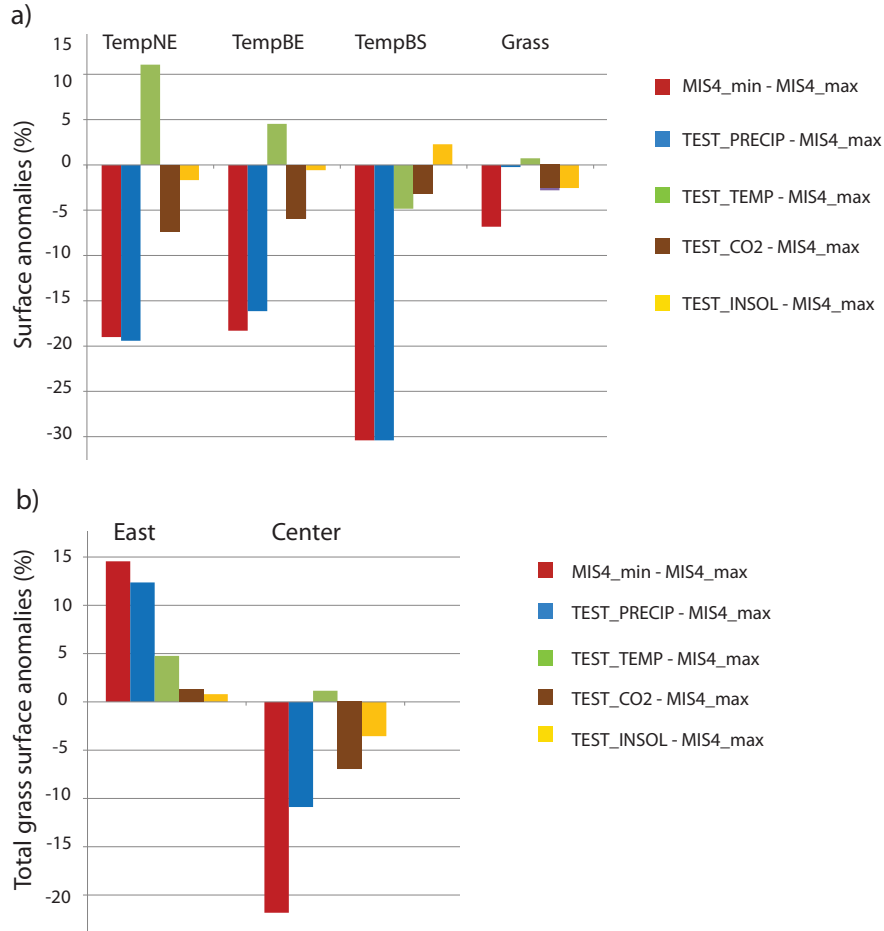 a)
TempNE TempBE TempBS Grass
Surface anomalies (%)
15
10
5
0
-5
-10
-15
-20
-25
-30
MIS4_min - MIS4_max
TEST_PRECIP - MIS4_max
TEST_TEMP - MIS4_max
TEST_CO2 - MIS4_max
TEST_INSOL - MIS4_max
b)
East Center
Total grass surface anomalies (%)
15
10
5
0
-5
-10
-15
-20
MIS4_min - MIS4_max
TEST_PRECIP - MIS4_max
TEST_TEMP - MIS4_max
TEST_CO2 - MIS4_max
TEST_INSOL - MIS4_max